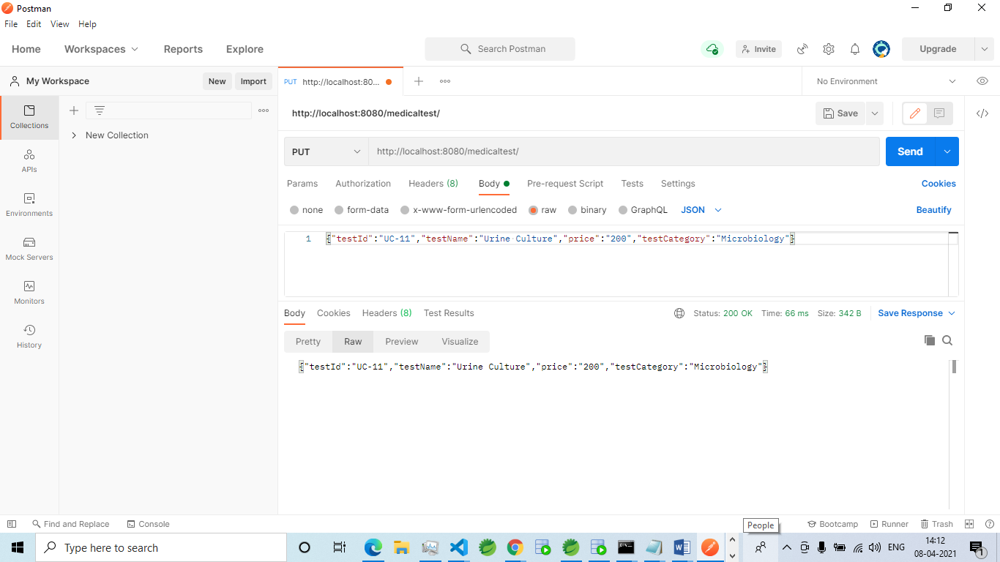 Postman
File Edit View Help
Home Workspaces Reports Explore Search Postman Invite Upgrade
My Workspace New Import PUT http://localhost:80... No Environment
Collections
APIs
Environments
Mock Servers
Monitors
History
New Collection
http://localhost:8080/medicaltest/ Save
PUT http://localhost:8080/medicaltest/ Send
Params Authorization Headers (8) Body Pre-request Script Tests Settings Cookies
none form-data x-www-form-urlencoded raw binary GraphQL JSON Beautify
1 {"testId":"UC-11","testName":"Urine Culture","price":"200","testCategory":"Microbiology"}
Body Cookies Headers (8) Test Results Status: 200 OK Time: 66 ms Size: 342 B Save Response
Pretty Raw Preview Visualize
{"testId":"UC-11","testName":"Urine Culture","price":"200","testCategory":"Microbiology"}
Find and Replace Console People Bootcamp Runner Trash
Type here to search ENG 14:12
08-04-2021 1